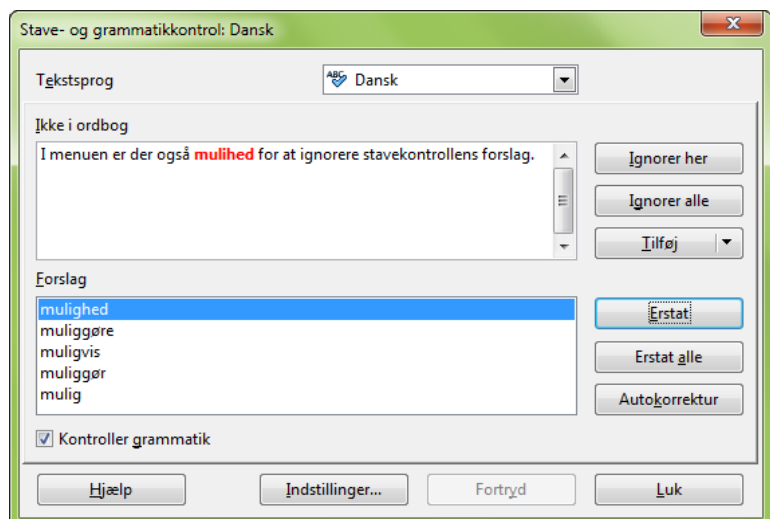 Stave- og grammatikkontrol: Dansk
Tekstsprog
ABC Dansk
Ikke i ordbog
I menuen er der også mulihed for at ignorere stavekontrollens forslag.
Ignorer her
Ignorer alle
Tilføj
Forslag
mulighed
muliggøre
muligvis
muliggør
mulig
Erstat
Erstat alle
Autokorrektur
Kontroller grammatik
Hjælp
Indstillinger...
Fortryd
Luk